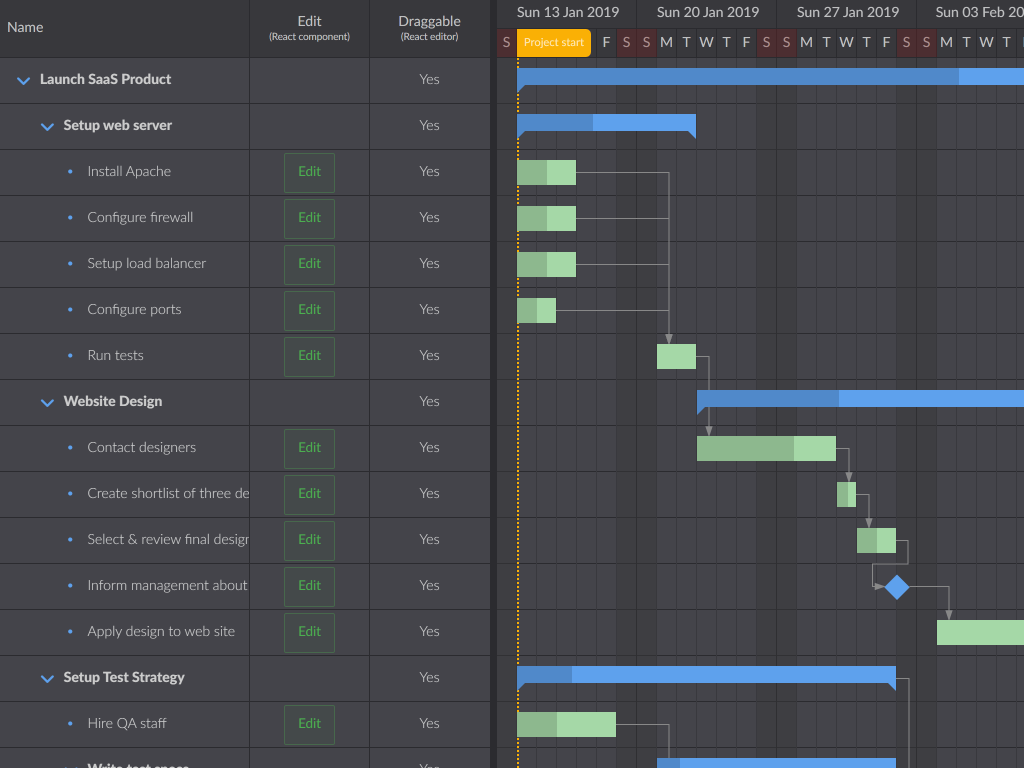 Name
Edit
(React component)
Draggable
(React editor)
Sun 13 Jan 2019
Sun 20 Jan 2019
Sun 27 Jan 2019
Sun 03 Feb 20
S
Project start
F S S M T W T F S S M T W T F S S M T W T
Launch SaaS Product
Yes
Setup web server
Yes
Install Apache
Edit
Yes
Configure firewall
Edit
Yes
Setup load balancer
Edit
Yes
Configure ports
Edit
Yes
Run tests
Edit
Yes
Website Design
Yes
Contact designers
Edit
Yes
Create shortlist of three de
Edit
Yes
Select & review final desigr
Edit
Yes
Inform management about
Edit
Yes
Apply design to web site
Edit
Yes
Setup Test Strategy
Yes
Hire QA staff
Edit
Yes
Write test specs
Yes